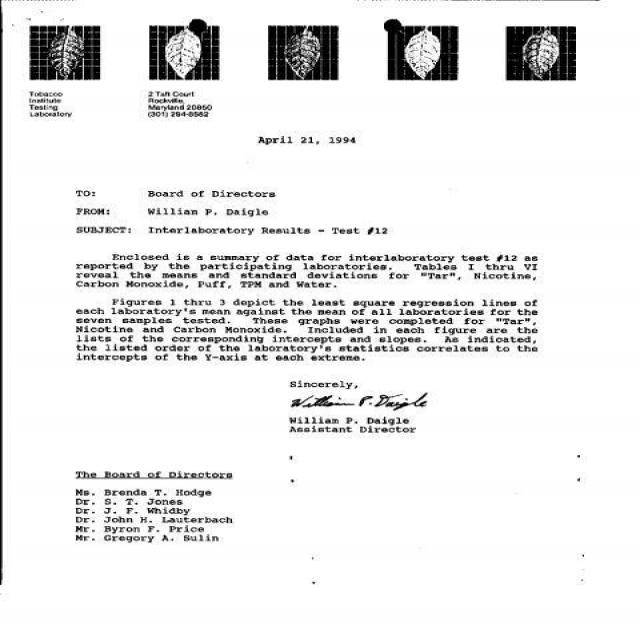 Tobacco
Institute
Testing
Laboratory
2 Taft Court
Rockville,
Maryland 20850
(301) 294-8582
April 21, 1994
TO: Board of Directors
FROM: William P. Daigle
SUBJECT: Interlaboratory Results - Test #12
Enclosed is a summary of data for interlaboratory test #12 as
reported by the participating laboratories. Tables I thru VI
reveal the means and standard deviations for "Tar", Nicotine,
Carbon Monoxide, Puff, TPM and Water.
Figures 1 thru 3 depict the least square regression lines of
each laboratory's mean against the mean of all laboratories for the
seven samples tested. These graphs were completed for "Tar",
Nicotine and Carbon Monoxide. Included in each figure are the
lists of the corresponding intercepts and slopes. As indicated,
the listed order of the laboratory's statistics correlates to the
intercepts of the Y-axis at each extreme.
Sincerely,
William P. Daigle
William P. Daigle
Assistant Director
The Board of Directors
Ms. Brenda T. Hodge
Dr. S. T. Jones
Dr. J. F. Whidby
Dr. John H. Lauterbach
Mr. Byron F. Price
Mr. Gregory A. Sulin